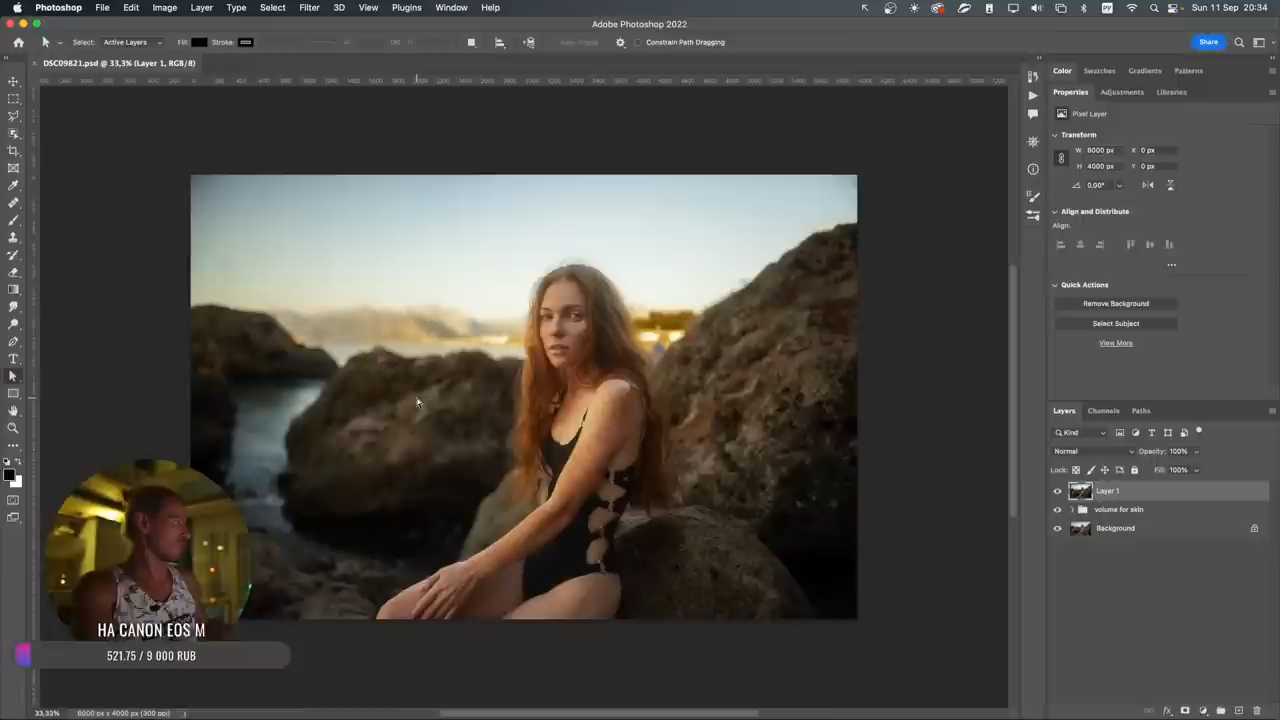 Photoshop File Edit Image Layer Type Select Filter 3D View Plugins Window Help
Sun 11 Sep 20:34
Adobe Photoshop 2022
Select: Active Layers Fill: Stroke: Constrain Path Dragging Share
DSC09821.psd @ 33,3% (Layer 1, RGB/8)
Color Swatches Gradients Patterns
Properties Adjustments Libraries
Pixel Layer
Transform
W 6000 px X 0 px
H 4000 px Y 0 px
0.00°
Align and Distribute
Align:
Quick Actions
Remove Background
Select Subject
View More
Layers Channels Paths
Kind
Normal Opacity: 100%
Lock: Fill: 100%
Layer 1
volume for skin
Background
НА CANON EOS M
521.75 / 9 000 RUB
33,33% 6000 px x 4000 px (300 ppi)